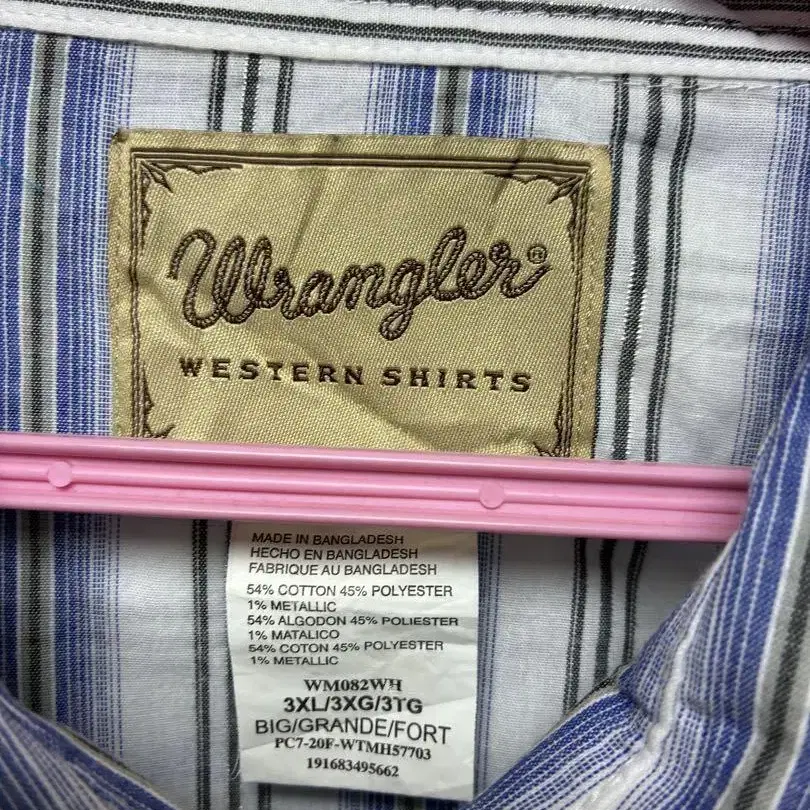 Wrangler®
WESTERN SHIRTS
MADE IN BANGLADESH
HECHO EN BANGLADESH
FABRIQUE AU BANGLADESH
54% COTTON 45% POLYESTER
1% METALLIC
54% ALGODON 45% POLIESTER
1% MATALICO
54% COTON 45% POLYESTER
1% METALLIC
WM082WH
3XL/3XG/3TG
BIG/GRANDE/FORT
PC7-20F-WTMH57703
191683495662